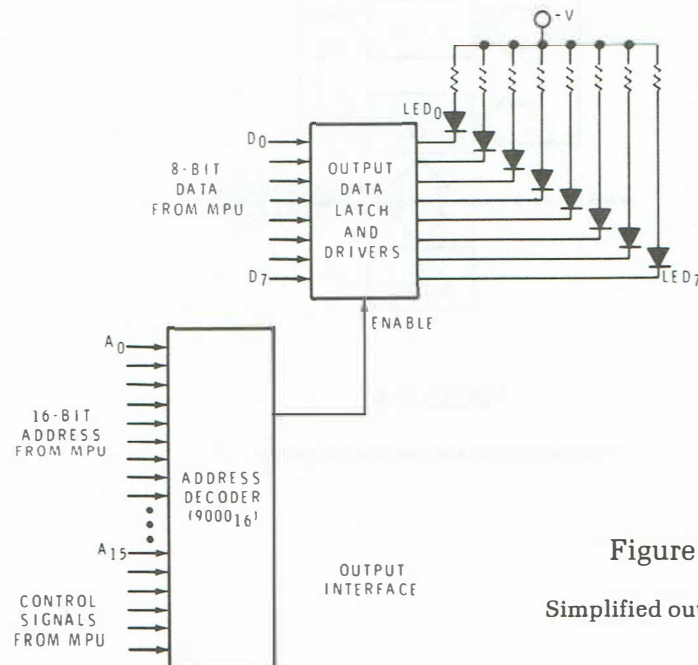 -V
LED0
D0
8-BIT
DATA
FROM MPU
OUTPUT
DATA
LATCH
AND
DRIVERS
D7
LED7
ENABLE
A0
16-BIT
ADDRESS
FROM MPU
ADDRESS
DECODER
(9000₁₆)
A15
OUTPUT
INTERFACE
CONTROL
SIGNALS
FROM MPU
Figure
Simplified out